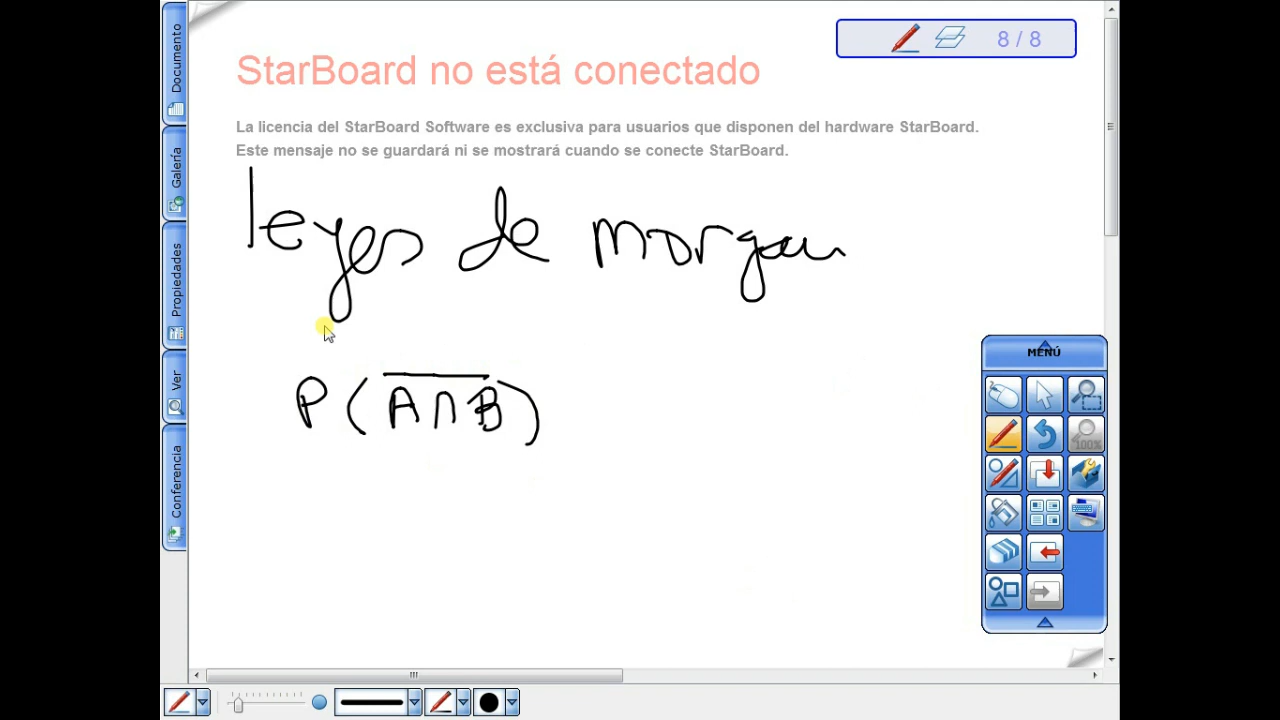 Documento
Galería
Propiedades
Ver
Conferencia
8 / 8
StarBoard no está conectado
La licencia del StarBoard Software es exclusiva para usuarios que disponen del hardware StarBoard.
Este mensaje no se guardará ni se mostrará cuando se conecte StarBoard.
leyes de morgan
P(A̅∩̅B̅)
MENÚ
100%